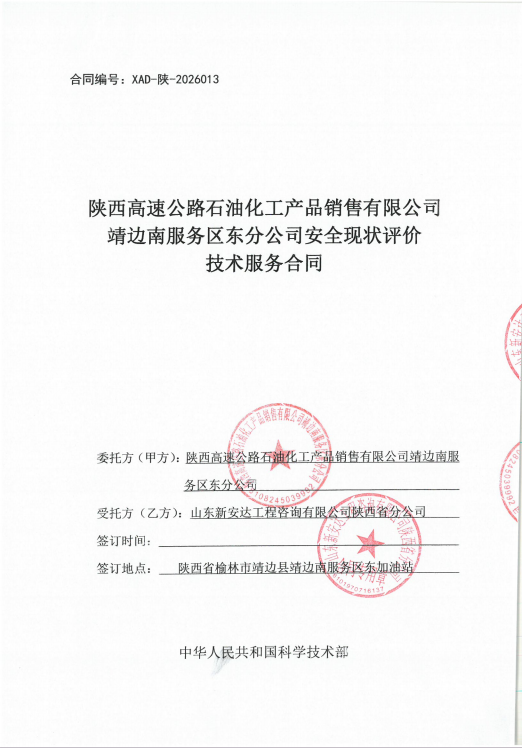 合同编号：XAD-陕-2026013
陕西高速公路石油化工产品销售有限公司
靖边南服务区东分公司安全现状评价
技术服务合同
委托方（甲方）：陕西高速公路石油化工产品销售有限公司靖边南服
务区东分公司
受托方（乙方）：山东新安达工程咨询有限公司陕西省分公司
签订时间：
签订地点： 陕西省榆林市靖边县靖边南服务区东加油站
中华人民共和国科学技术部